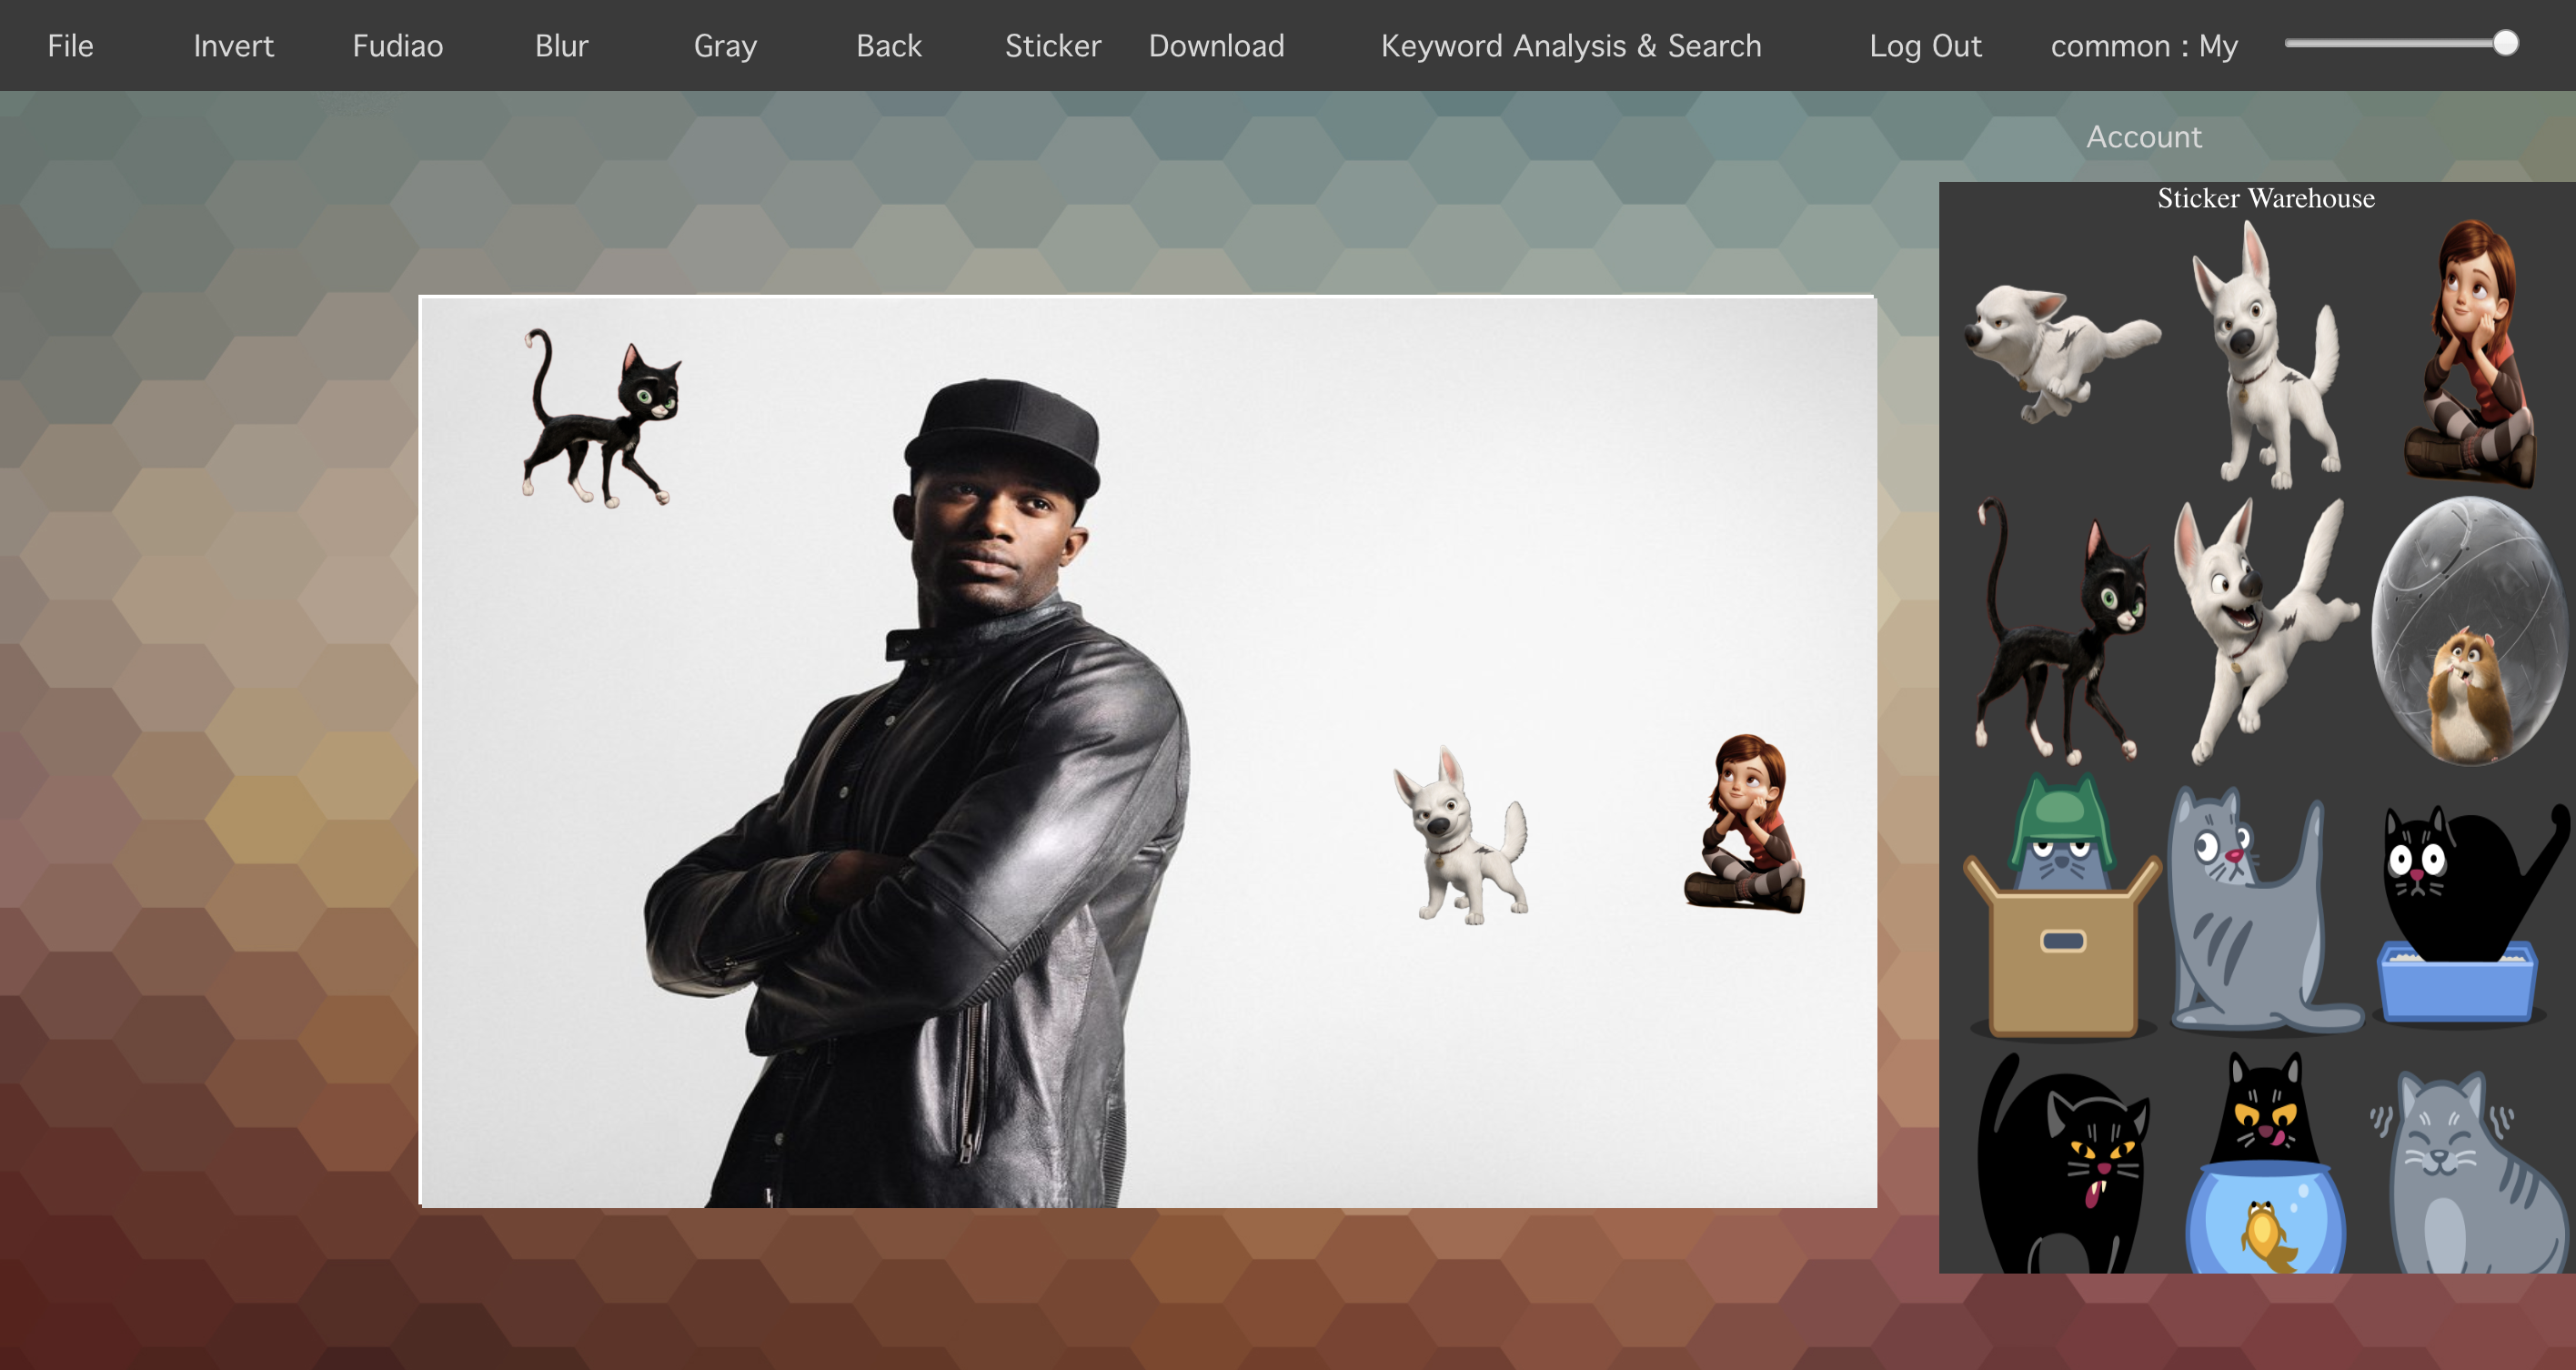 File Invert Fudiao Blur Gray Back Sticker Download Keyword Analysis & Search Log Out common : My
Account
Sticker Warehouse